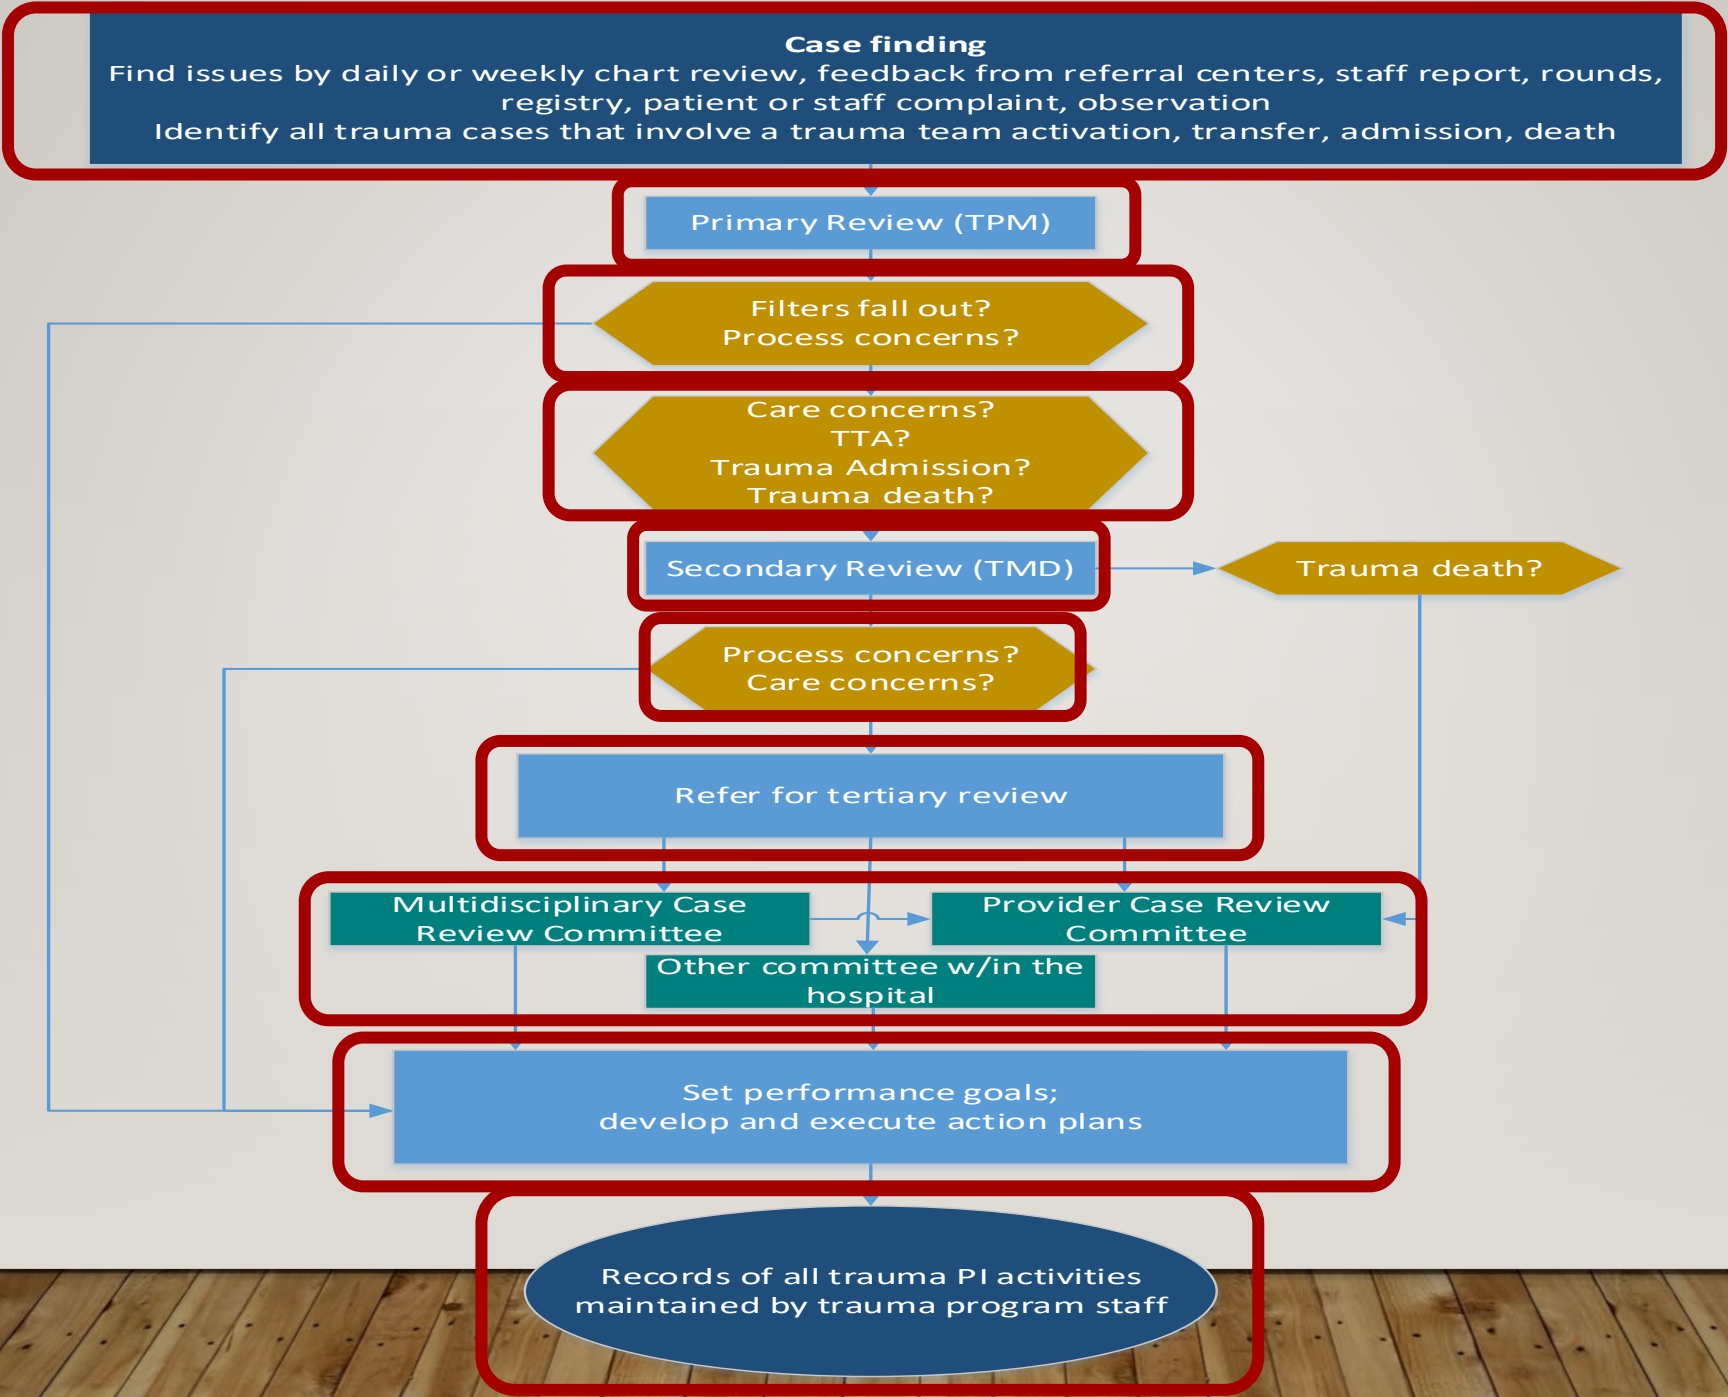 Case finding
Find issues by daily or weekly chart review, feedback from referral centers, staff report, rounds,
registry, patient or staff complaint, observation
Identify all trauma cases that involve a trauma team activation, transfer, admission, death
Primary Review (TPM)
Filters fall out?
Process concerns?
Care concerns?
TTA?
Trauma Admission?
Trauma death?
Secondary Review (TMD)
Trauma death?
Process concerns?
Care concerns?
Refer for tertiary review
Multidisciplinary Case
Review Committee
Provider Case Review
Committee
Other committee w/in the
hospital
Set performance goals;
develop and execute action plans
Records of all trauma PI activities
maintained by trauma program staff